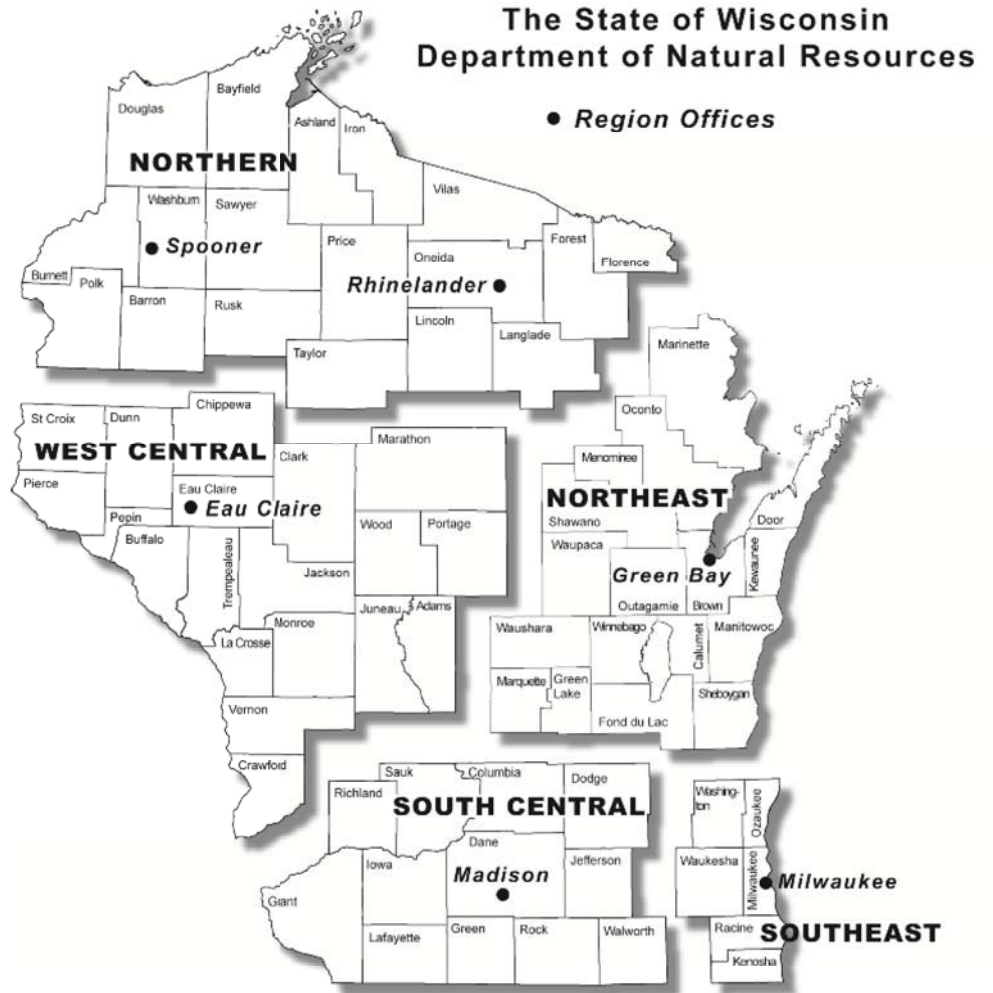 The State of Wisconsin
Department of Natural Resources
Region Offices
Douglas
Bayfield
Ashland
Iron
NORTHERN
Vilas
Washburn
Sawyer
Spooner
Price
Oneida
Forest
Florence
Burnett
Polk
Barron
Rusk
Rhinelander
Lincoln
Langlade
Taylor
Marinette
St Croix
Dunn
Chippewa
WEST CENTRAL
Clark
Marathon
Pierce
Eau Claire
Eau Claire
Pepin
Buffalo
Trempealeau
Wood
Portage
Jackson
Juneau
Adams
Monroe
La Crosse
Vernon
Crawford
Oconto
Menominee
NORTHEAST
Shawano
Waupaca
Door
Green Bay
Kewaunee
Outagamie
Brown
Waushara
Winnebago
Calumet
Manitowoc
Marquette
Green
Lake
Sheboygan
Fond du Lac
Sauk
Columbia
Dodge
Richland
SOUTH CENTRAL
Dane
Iowa
Jefferson
Madison
Giant
Lafayette
Green
Rock
Walworth
Washing-
ton
Ozaukee
Waukesha
Milwaukee
Milwaukee
Racine
SOUTHEAST
Kenosha